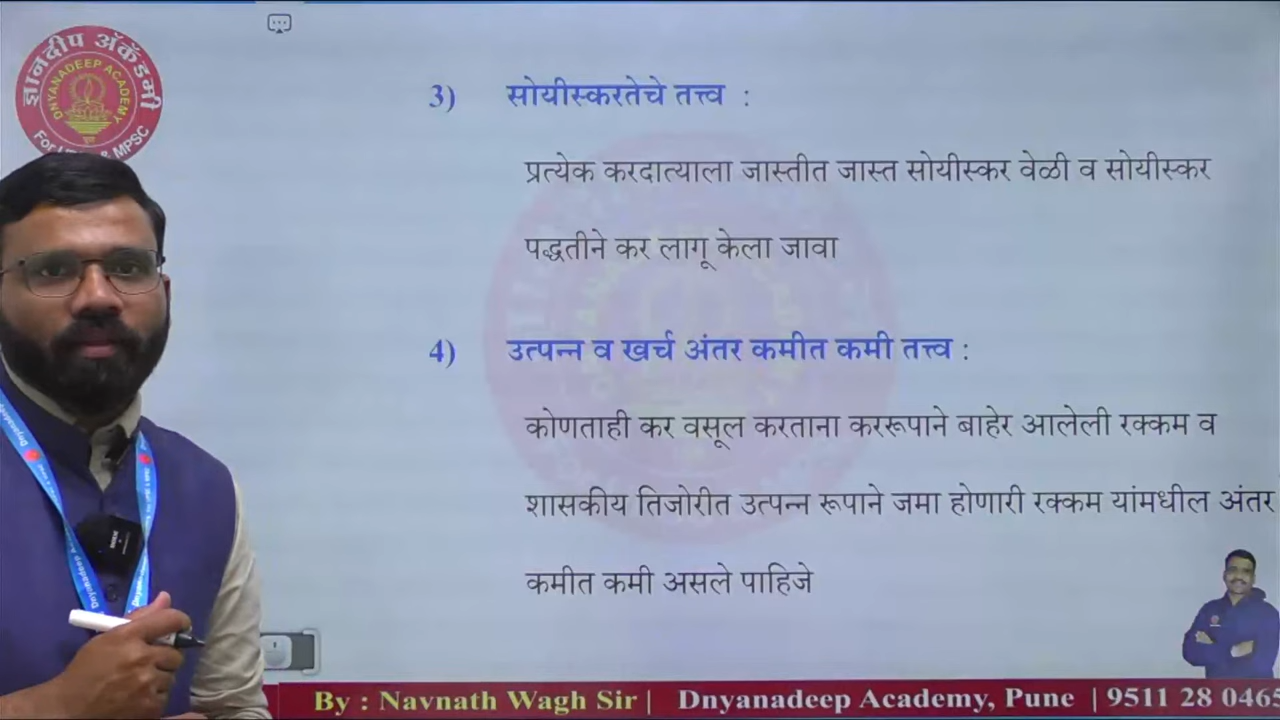 ज्ञानदीप ॲकॅडमी
DNYANADEEP ACADEMY
पुणे
& MPSC
3) सोयीस्करतेचे तत्त्व :
प्रत्येक करदात्याला जास्तीत जास्त सोयीस्कर वेळी व सोयीस्कर
पद्धतीने कर लागू केला जावा
4) उत्पन्न व खर्च अंतर कमीत कमी तत्त्व :
कोणताही कर वसूल करताना कररूपाने बाहेर आलेली रक्कम व
शासकीय तिजोरीत उत्पन्न रूपाने जमा होणारी रक्कम यांमधील अंतर
कमीत कमी असले पाहिजे
By : Navnath Wagh Sir | Dnyanadeep Academy, Pune | 9511 28 0465